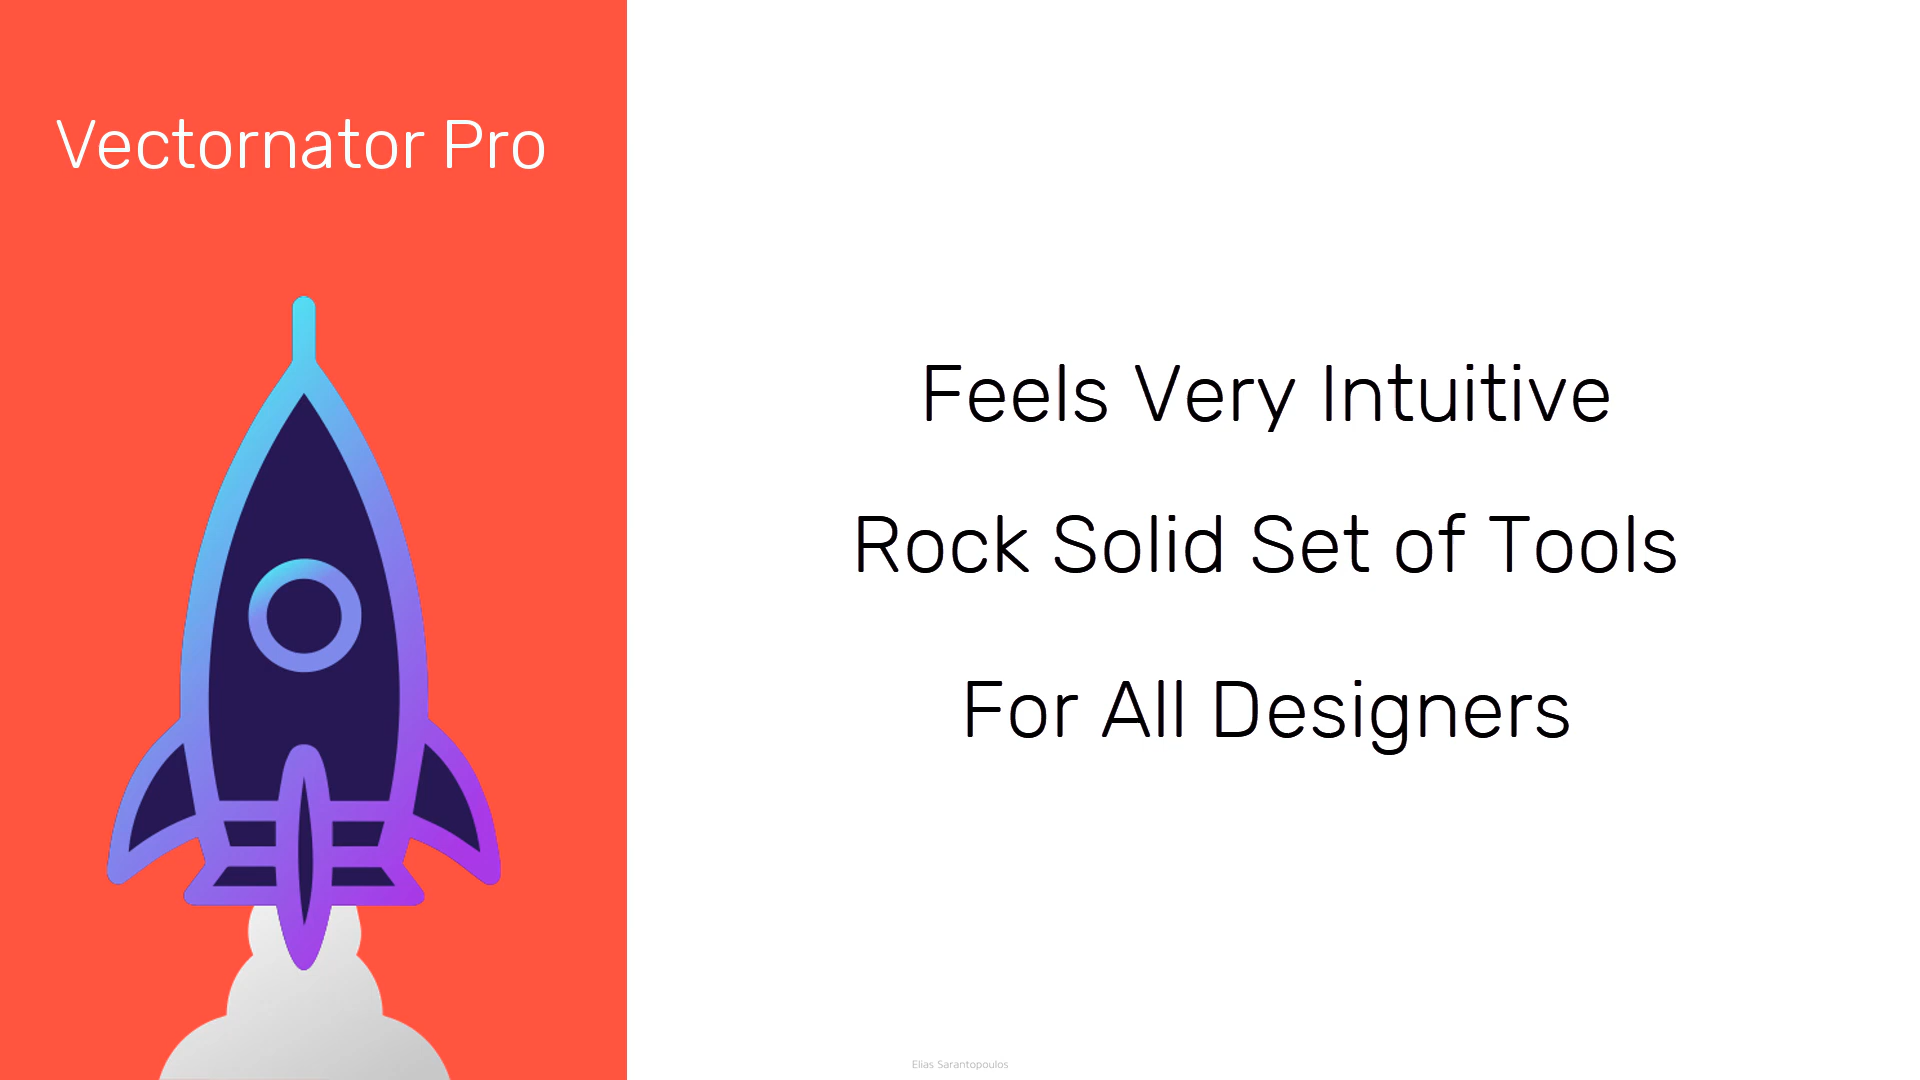 Vectornator Pro
Feels Very Intuitive
Rock Solid Set of Tools
For All Designers
Elias Sarantopoulos